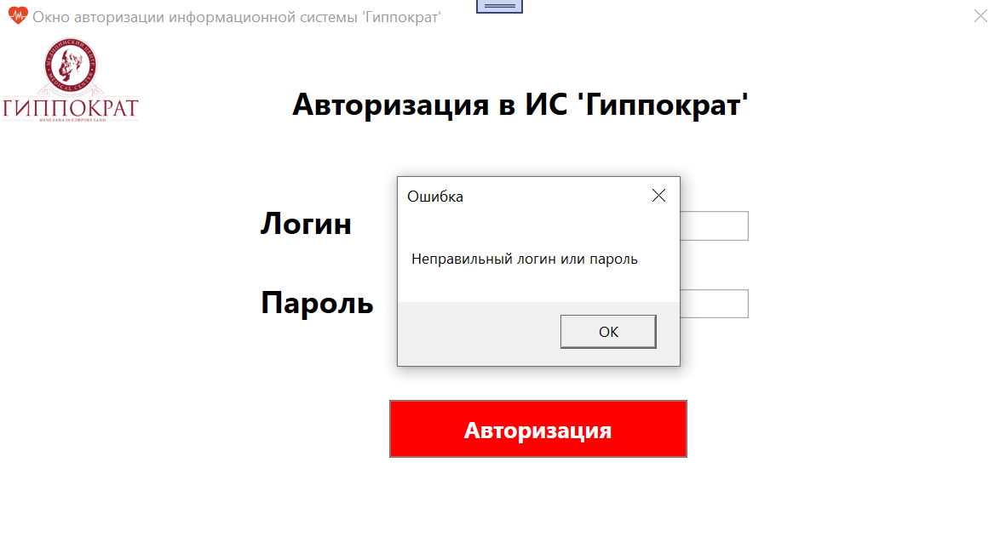 Окно авторизации информационной системы 'Гиппократ'
МЕДИЦИНСКИЙ ЦЕНТР
MEDICAL CENTER
ГИППОКРАТ
MENS SANA IN CORPORE SANO
Авторизация в ИС 'Гиппократ'
Ошибка
Логин
Неправильный логин или пароль
Пароль
OK
Авторизация